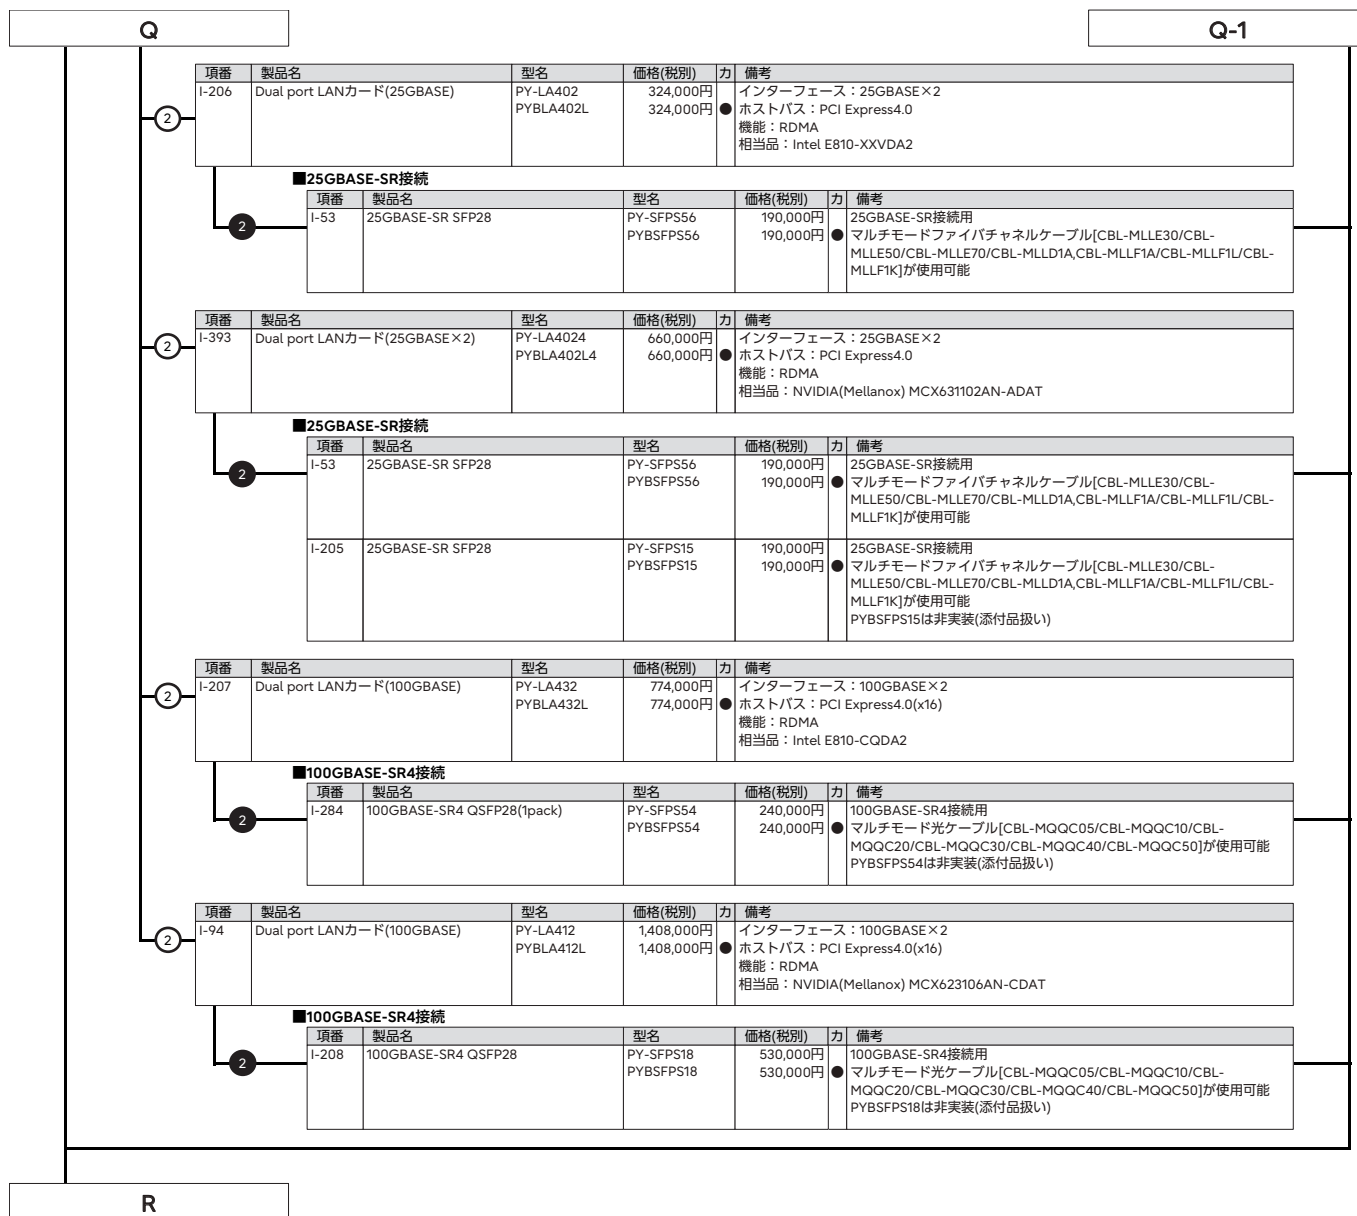 Q
Q-1
項番 製品名 型名 価格(税別) カ 備考
I-206 Dual port LANカード(25GBASE) PY-LA402 324,000円 インターフェース：25GBASE×2
PYBLA402L 324,000円 ● ホストバス：PCI Express4.0
機能：RDMA
相当品：Intel E810-XXVDA2
2
■25GBASE-SR接続
項番 製品名 型名 価格(税別) カ 備考
I-53 25GBASE-SR SFP28 PY-SFPS56 190,000円 25GBASE-SR接続用
2 PYBSFPS56 190,000円 ● マルチモードファイバチャネルケーブル[CBL-MLLE30/CBL-
MLLE50/CBL-MLLE70/CBL-MLLD1A,CBL-MLLF1A/CBL-MLLF1L/CBL-
MLLF1K]が使用可能
項番 製品名 型名 価格(税別) カ 備考
I-393 Dual port LANカード(25GBASE×2) PY-LA4024 660,000円 インターフェース：25GBASE×2
2 PYBLA402L4 660,000円 ● ホストバス：PCI Express4.0
機能：RDMA
相当品：NVIDIA(Mellanox) MCX631102AN-ADAT
■25GBASE-SR接続
項番 製品名 型名 価格(税別) カ 備考
I-53 25GBASE-SR SFP28 PY-SFPS56 190,000円 25GBASE-SR接続用
2 PYBSFPS56 190,000円 ● マルチモードファイバチャネルケーブル[CBL-MLLE30/CBL-
MLLE50/CBL-MLLE70/CBL-MLLD1A,CBL-MLLF1A/CBL-MLLF1L/CBL-
MLLF1K]が使用可能
I-205 25GBASE-SR SFP28 PY-SFPS15 190,000円 25GBASE-SR接続用
PYBSFPS15 190,000円 ● マルチモードファイバチャネルケーブル[CBL-MLLE30/CBL-
MLLE50/CBL-MLLE70/CBL-MLLD1A,CBL-MLLF1A/CBL-MLLF1L/CBL-
MLLF1K]が使用可能
PYBSFPS15は非実装(添付品扱い)
項番 製品名 型名 価格(税別) カ 備考
I-207 Dual port LANカード(100GBASE) PY-LA432 774,000円 インターフェース：100GBASE×2
2 PYBLA432L 774,000円 ● ホストバス：PCI Express4.0(x16)
機能：RDMA
相当品：Intel E810-CQDA2
■100GBASE-SR4接続
項番 製品名 型名 価格(税別) カ 備考
I-284 100GBASE-SR4 QSFP28(1pack) PY-SFPS54 240,000円 100GBASE-SR4接続用
2 PYBSFPS54 240,000円 ● マルチモード光ケーブル[CBL-MQQC05/CBL-MQQC10/CBL-
MQQC20/CBL-MQQC30/CBL-MQQC40/CBL-MQQC50]が使用可能
PYBSFPS54は非実装(添付品扱い)
項番 製品名 型名 価格(税別) カ 備考
I-94 Dual port LANカード(100GBASE) PY-LA412 1,408,000円 インターフェース：100GBASE×2
2 PYBLA412L 1,408,000円 ● ホストバス：PCI Express4.0(x16)
機能：RDMA
相当品：NVIDIA(Mellanox) MCX623106AN-CDAT
■100GBASE-SR4接続
項番 製品名 型名 価格(税別) カ 備考
I-208 100GBASE-SR4 QSFP28 PY-SFPS18 530,000円 100GBASE-SR4接続用
2 PYBSFPS18 530,000円 ● マルチモード光ケーブル[CBL-MQQC05/CBL-MQQC10/CBL-
MQQC20/CBL-MQQC30/CBL-MQQC40/CBL-MQQC50]が使用可能
PYBSFPS18は非実装(添付品扱い)
R